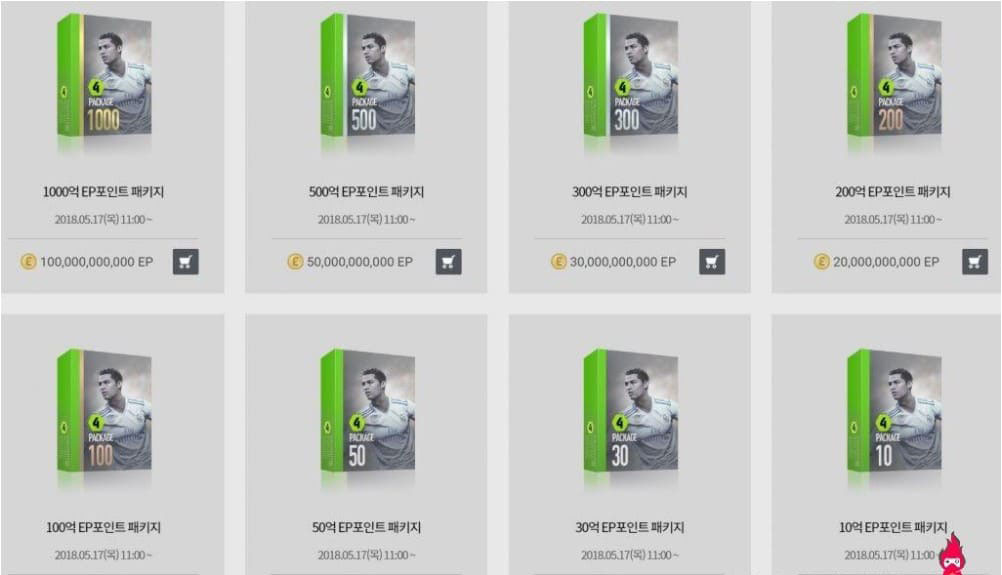 4
PACKAGE
1000
4
PACKAGE
500
4
PACKAGE
300
4
PACKAGE
200
1000억 EP포인트 패키지
500억 EP포인트 패키지
300억 EP포인트 패키지
200억 EP포인트 패키지
2018.05.17(목) 11:00 ~
2018.05.17(목) 11:00 ~
2018.05.17(목) 11:00 ~
2018.05.17(목) 11:00 ~
100,000,000,000 EP
50,000,000,000 EP
30,000,000,000 EP
20,000,000,000 EP
4
PACKAGE
100
4
PACKAGE
50
4
PACKAGE
30
4
PACKAGE
10
100억 EP포인트 패키지
50억 EP포인트 패키지
30억 EP포인트 패키지
10억 EP포인트 패키지
2018.05.17(목) 11:00 ~
2018.05.17(목) 11:00 ~
2018.05.17(목) 11:00 ~
2018.05.17(목) 11:00